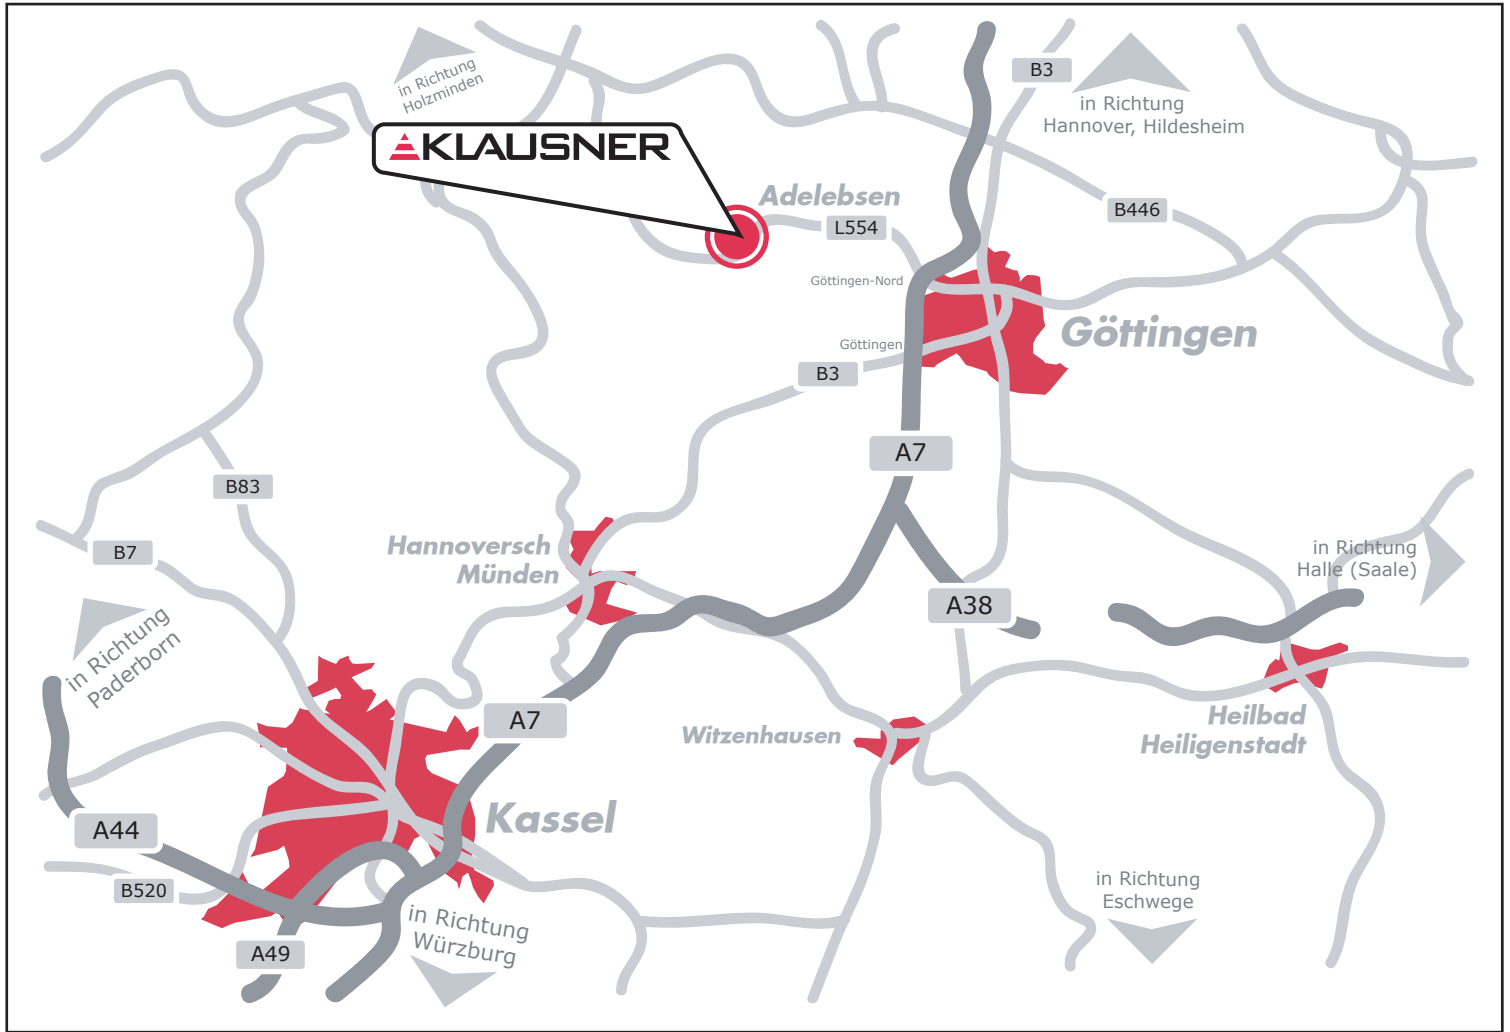 in Richtung
Holzminden
B3
in Richtung
Hannover, Hildesheim
KLAUSNER
Adelebsen
L554
B446
Göttingen-Nord
Göttingen
Göttingen
B3
A7
B83
B7
Hannoversch
Münden
in Richtung
Halle (Saale)
A38
in Richtung
Paderborn
A7
Witzenhausen
Heilbad
Heiligenstadt
Kassel
A44
B520
in Richtung
Eschwege
in Richtung
Würzburg
A49